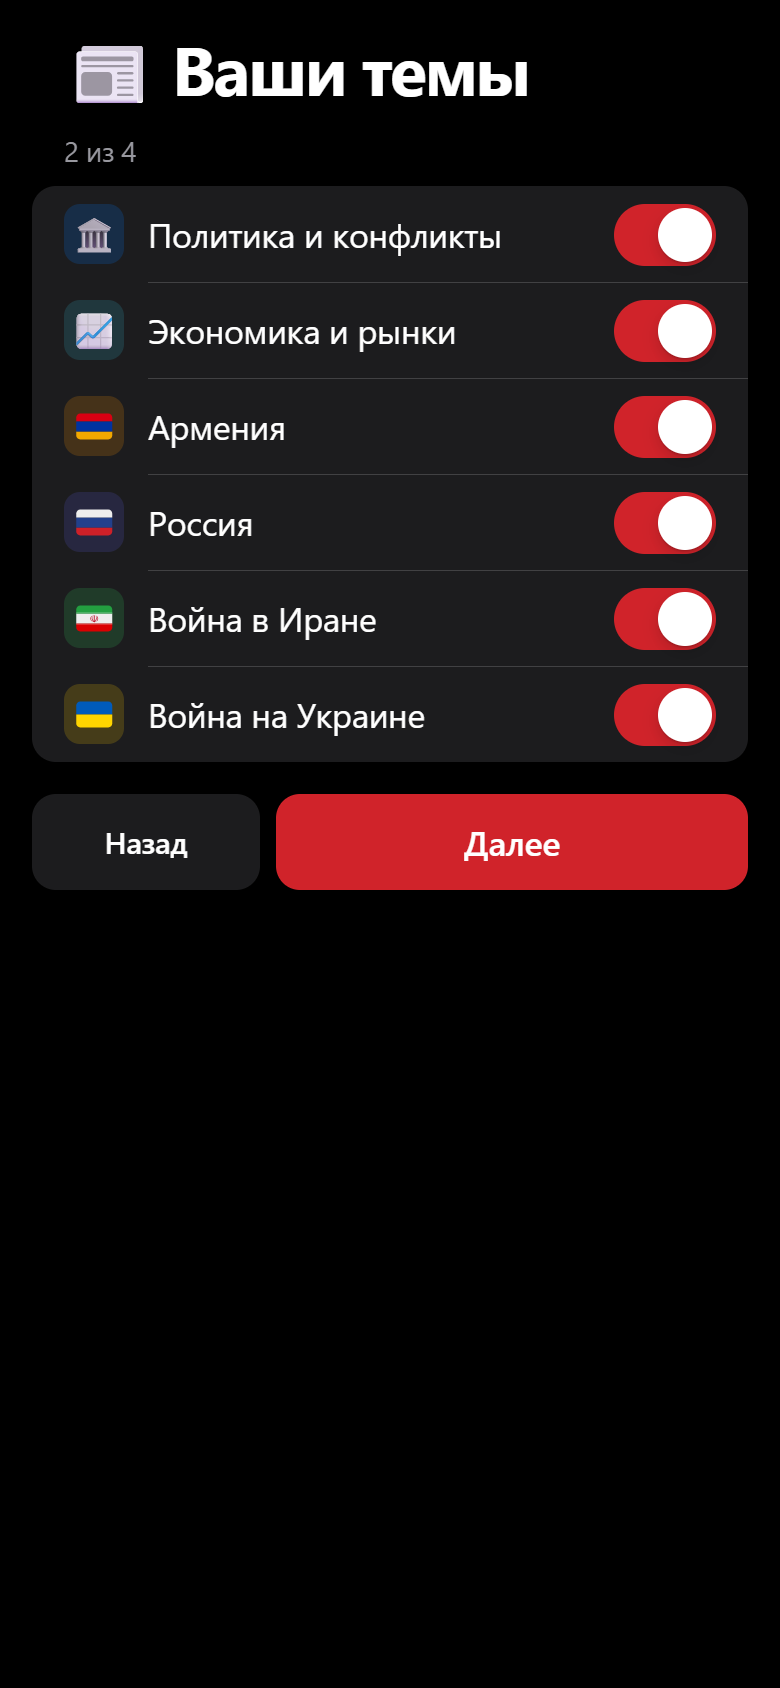 Ваши темы
2 из 4
Политика и конфликты
Экономика и рынки
Армения
Россия
Война в Иране
Война на Украине
Назад
Далее